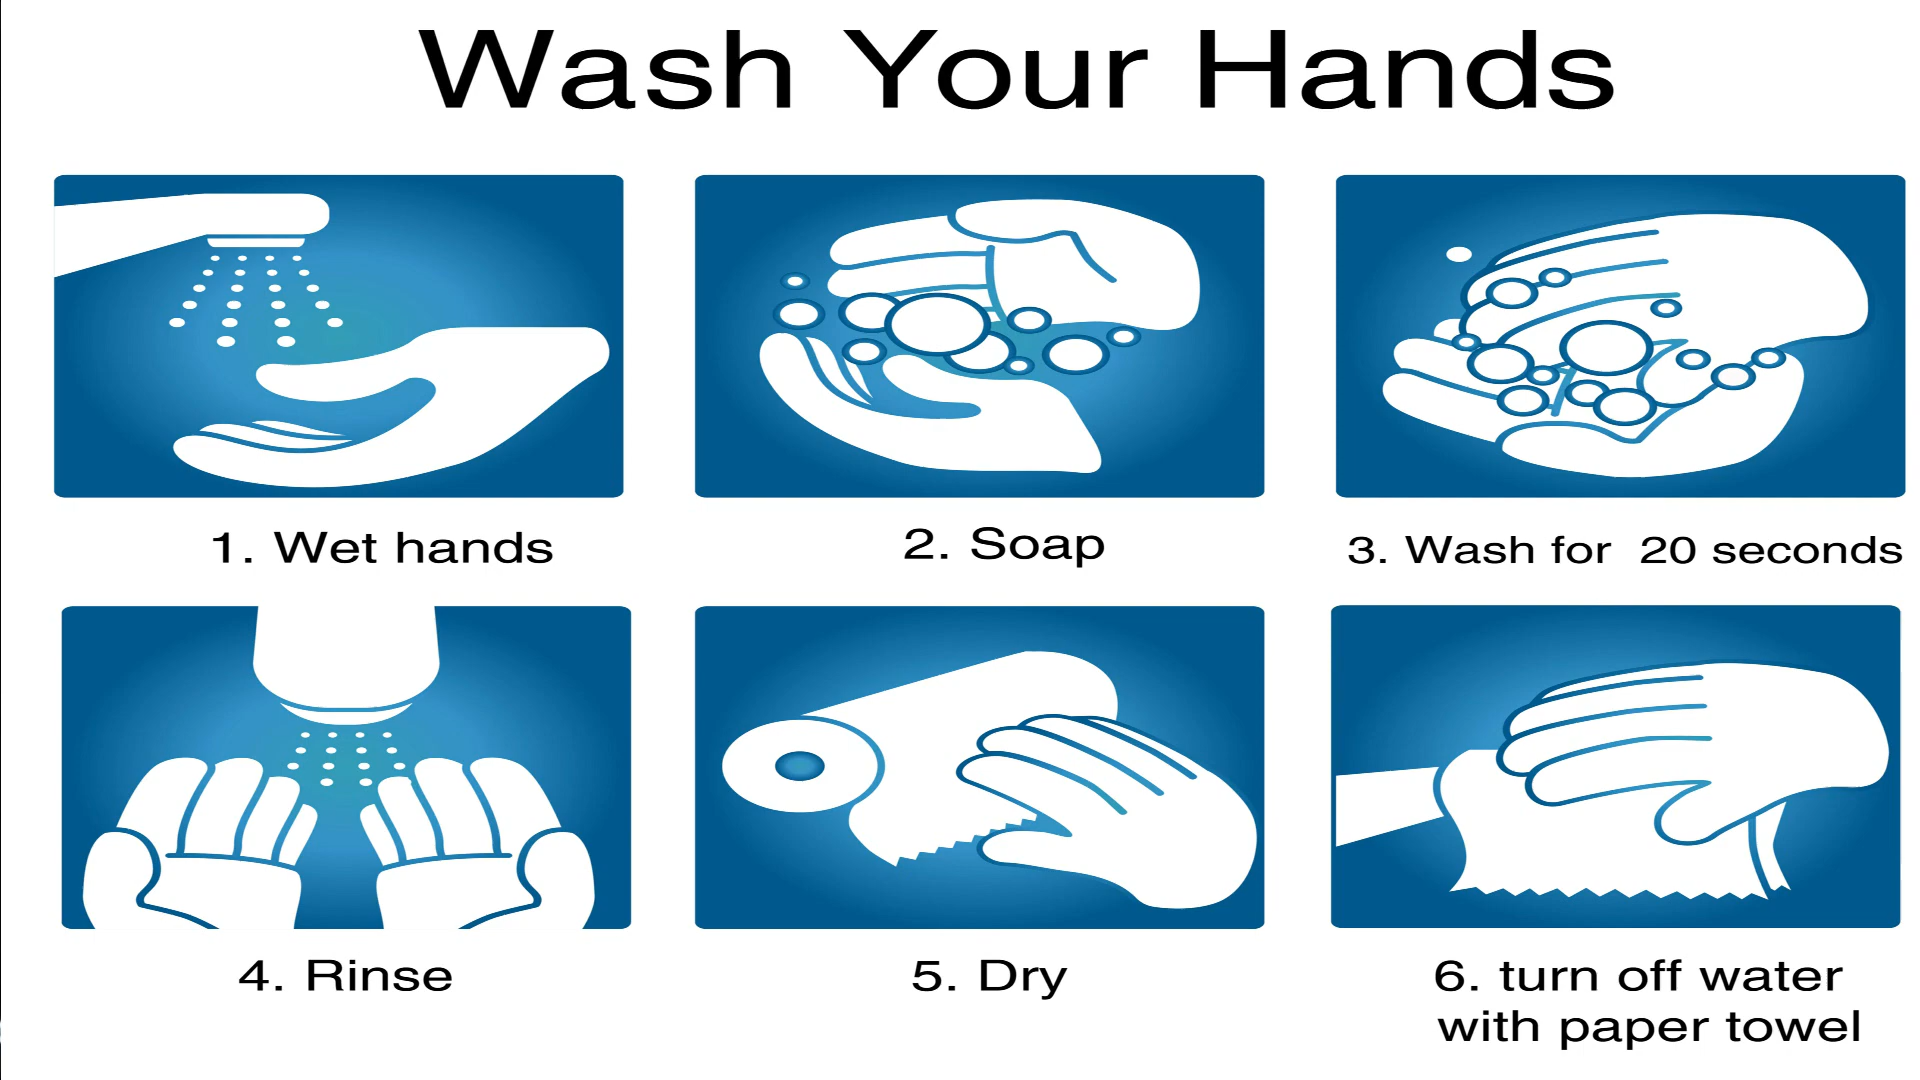 Wash Your Hands
1. Wet hands
2. Soap
3. Wash for 20 seconds
4. Rinse
5. Dry
6. turn off water
with paper towel